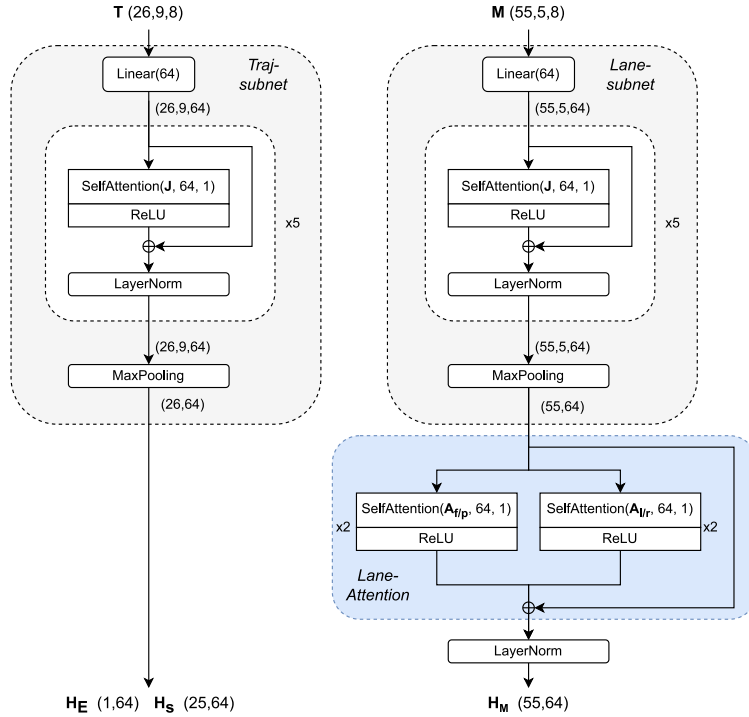 T (26,9,8)
Linear(64)
Traj-
subnet
(26,9,64)
SelfAttention(J, 64, 1)
ReLU
x5
LayerNorm
(26,9,64)
MaxPooling
(26,64)
HE (1,64) Hs (25,64)
M (55,5,8)
Linear(64)
Lane-
subnet
(55,5,64)
SelfAttention(J, 64, 1)
ReLU
x5
LayerNorm
(55,5,64)
MaxPooling
(55,64)
x2
SelfAttention(Af/p, 64, 1)
ReLU
SelfAttention(Al/r, 64, 1)
ReLU
x2
Lane-
Attention
LayerNorm
HM (55,64)